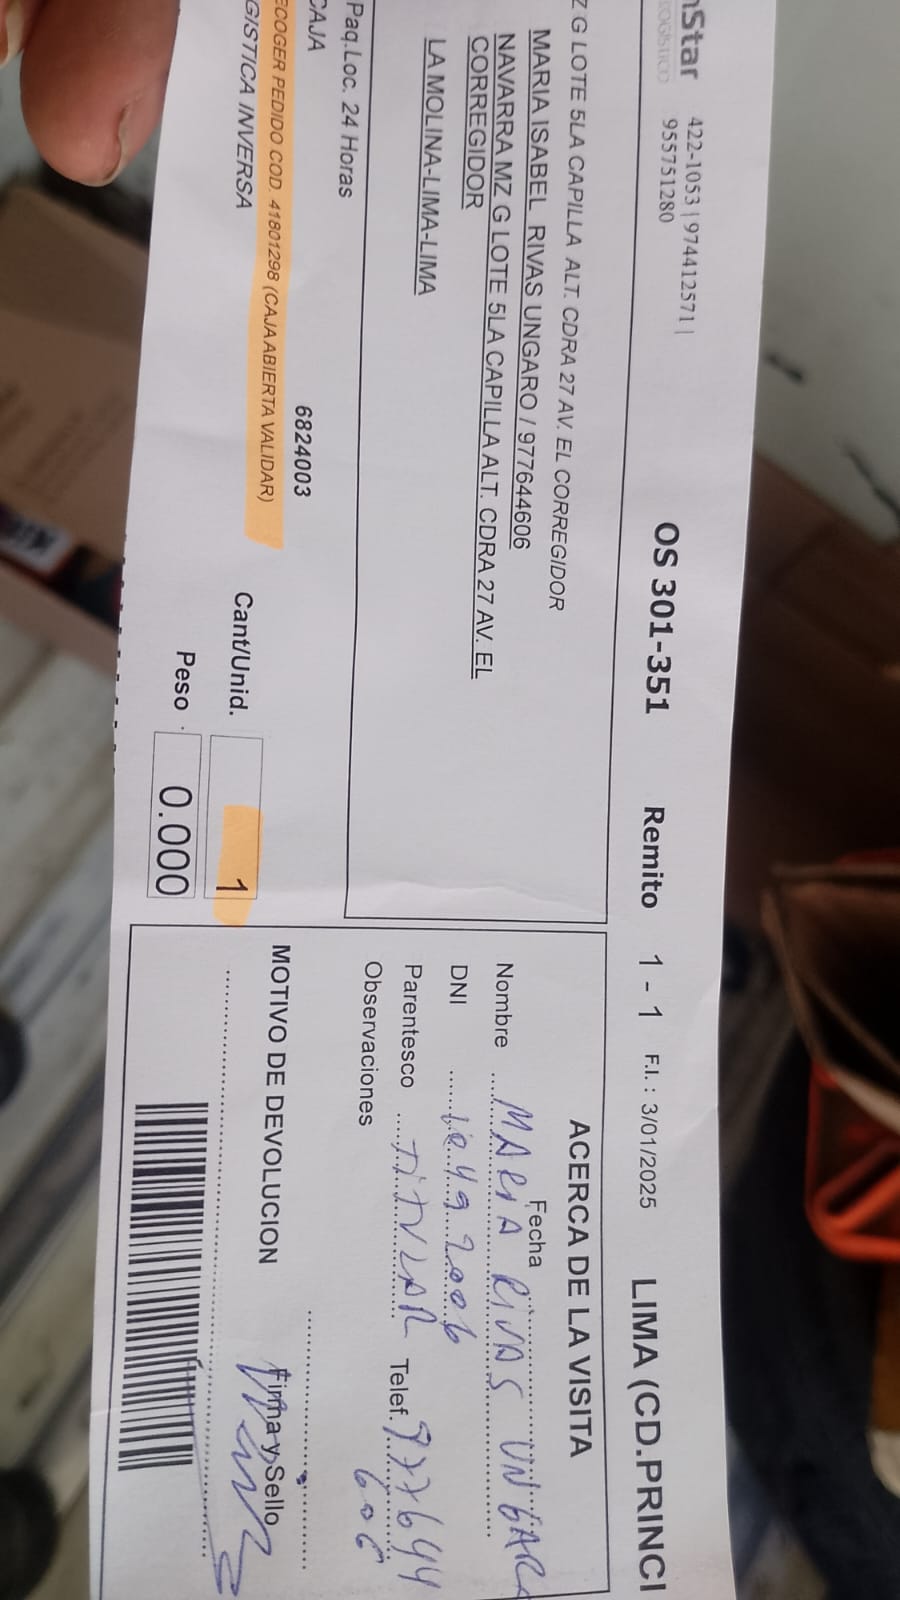 nStar
LOGISTICO
422-1053 | 974412571 |
955751280
OS 301-351 Remito 1 - 1 F.I. : 3/01/2025 LIMA (CD.PRINCI
Z G LOTE 5LA CAPILLA ALT. CDRA 27 AV. EL CORREGIDOR
MARIA ISABEL RIVAS UNGARO / 977644606
NAVARRA MZ G LOTE 5LA CAPILLA ALT. CDRA 27 AV. EL
CORREGIDOR
LA MOLINA-LIMA-LIMA
Paq.Loc. 24 Horas
CAJA 6824003
ECOGER PEDIDO COD. 41801298 (CAJA ABIERTA VALIDAR)
GISTICA INVERSA
Cant/Unid. 1
Peso 0.000
ACERCA DE LA VISITA
Fecha
Nombre MARIA RIVAS UNGAR
DNI
Parentesco TITULAR Telef. 977644
606
Observaciones
MOTIVO DE DEVOLUCION Firma y Sello